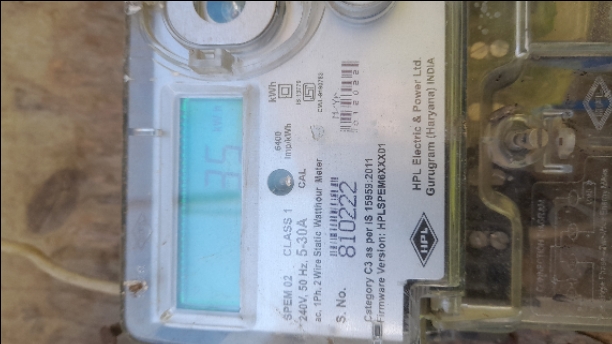 35
kWh
6400
imp/kWh
CAL
SPEM 02 CLASS 1
240V, 50 Hz, 5-30A
ac, 1Ph. 2 Wire Static Watthour Meter
S. No.
810222
Category C3 as per IS 15959:2011
Firmware Version: HPLSPEM6XXX01
HPL
HPL Electric & Power Ltd.
Gurugram (Haryana) INDIA